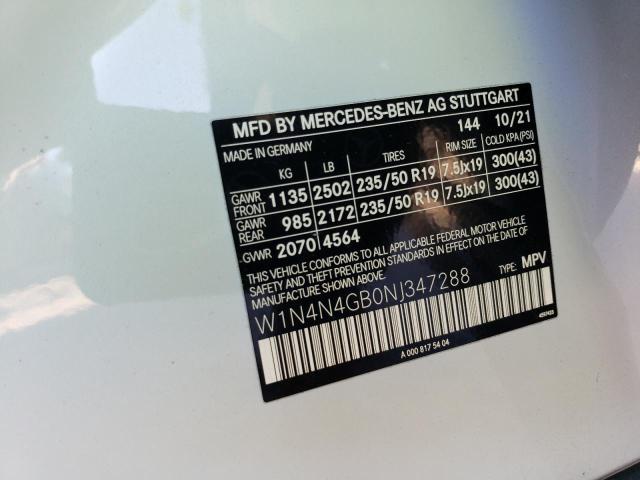 MFD BY MERCEDES-BENZ AG STUTTGART
MADE IN GERMANY 144 10/21
KG LB TIRES RIM SIZE COLD KPA(PSI)
GAWR FRONT 1135 2502 235/50 R19 7.5Jx19 300(43)
GAWR REAR 985 2172 235/50 R19 7.5Jx19 300(43)
GVWR 2070 4564
THIS VEHICLE CONFORMS TO ALL APPLICABLE FEDERAL MOTOR VEHICLE
SAFETY AND THEFT PREVENTION STANDARDS IN EFFECT ON THE DATE
OF MANUFACTURE SHOWN ABOVE.
W1N4N4GB0NJ347288 TYPE: MPV
A 000 817 54 04